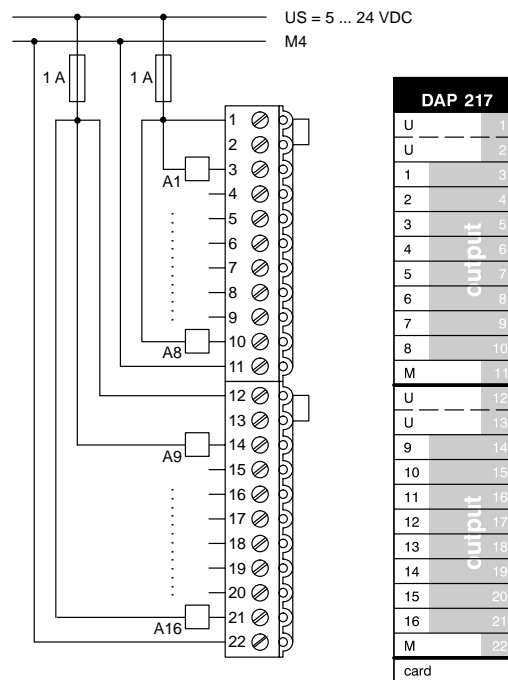 US = 5 ... 24 VDC
M4
1 A
1 A
1
2
3
A1
4
5
6
7
8
9
10
A8
11
12
13
14
A9
15
16
17
18
19
20
21
A16
22
DAP 217
U 1
U 2
1 3
2 4
3 5
4 6
5 7
6 8
7 9
8 10
output
M 11
U 12
U 13
9 14
10 15
11 16
12 17
13 18
14 19
15 20
16 21
output
M 22
card